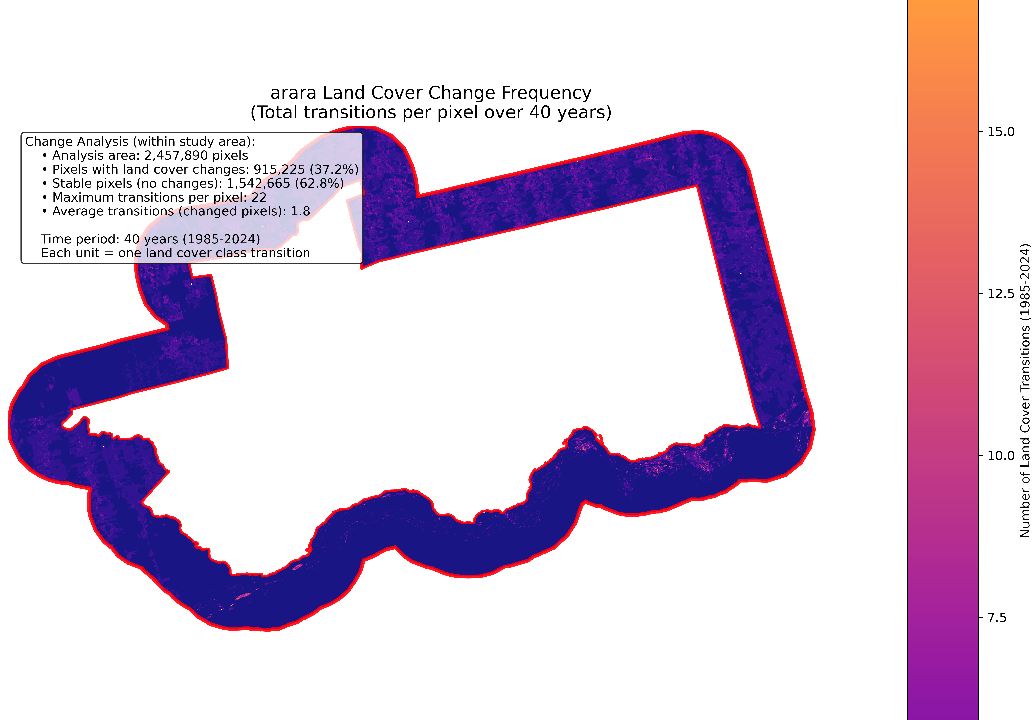 arara Land Cover Change Frequency
(Total transitions per pixel over 40 years)
Change Analysis (within study area):
• Analysis area: 2,457,890 pixels
• Pixels with land cover changes: 915,225 (37.2%)
• Stable pixels (no changes): 1,542,665 (62.8%)
• Maximum transitions per pixel: 22
• Average transitions (changed pixels): 1.8
Time period: 40 years (1985-2024)
Each unit = one land cover class transition
15.0
12.5
10.0
7.5
Number of Land Cover Transitions (1985-2024)